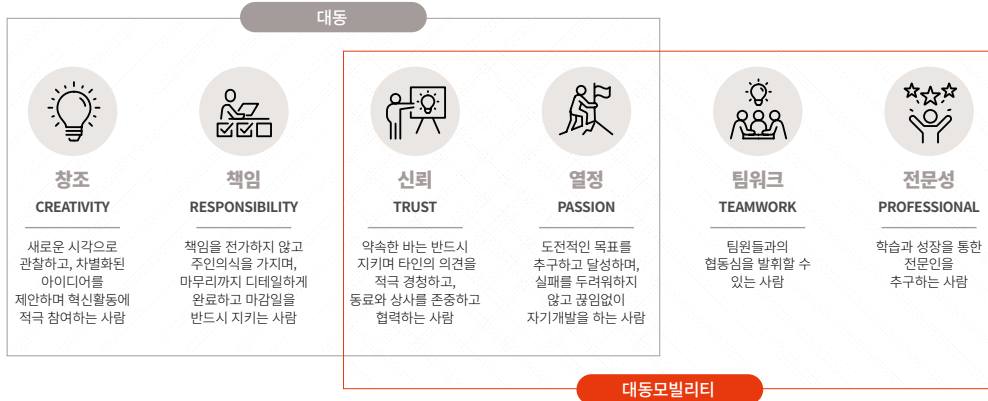 대동
창조
CREATIVITY
새로운 시각으로
관찰하고, 차별화된
아이디어를
제안하며 혁신활동에
적극 참여하는 사람
책임
RESPONSIBILITY
책임을 전가하지 않고
주인의식을 가지며,
마무리까지 디테일하게
완료하고 마감일을
반드시 지키는 사람
신뢰
TRUST
약속한 바는 반드시
지키며 타인의 의견을
적극 경청하고,
동료와 상사를 존중하고
협력하는 사람
열정
PASSION
도전적인 목표를
추구하고 달성하며,
실패를 두려워하지
않고 끊임없이
자기개발을 하는 사람
팀워크
TEAMWORK
팀원들과의
협동심을 발휘할 수
있는 사람
전문성
PROFESSIONAL
학습과 성장을 통한
전문인을
추구하는 사람
대동모빌리티